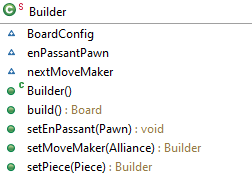 C S Builder
BoardConfig
enPassantPawn
nextMoveMaker
C Builder()
build() : Board
setEnPassant(Pawn) : void
setMoveMaker(Alliance) : Builder
setPiece(Piece) : Builder